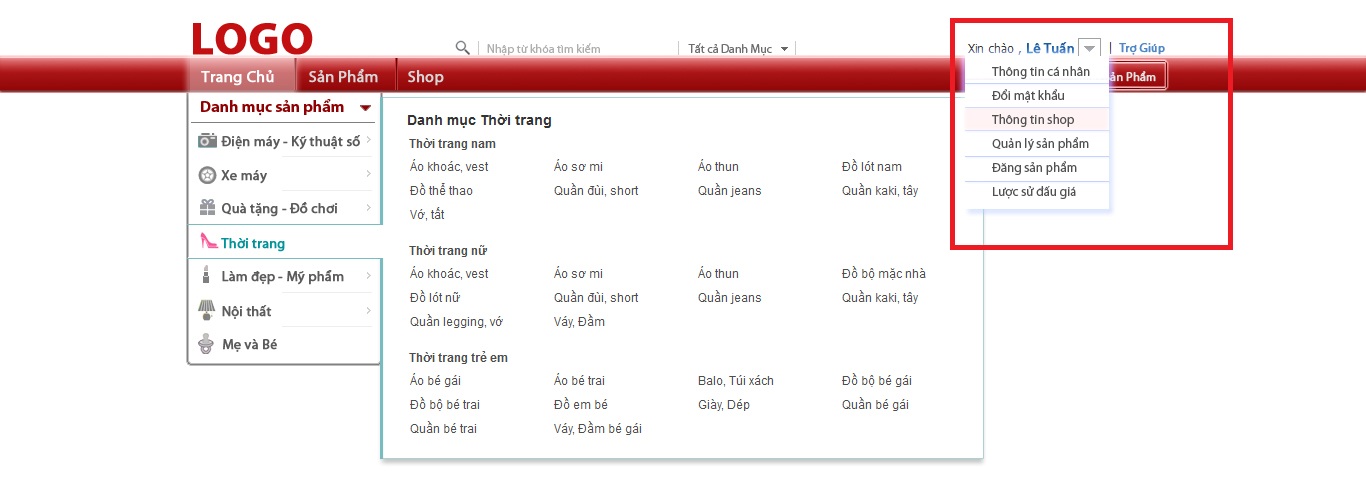 LOGO
Nhập từ khóa tìm kiếm
Tất cả Danh Mục
Xin chào , Lê Tuấn | Trợ Giúp
Trang Chủ
Sản Phẩm
Shop
ản Phẩm
Thông tin cá nhân
Đổi mật khẩu
Thông tin shop
Quản lý sản phẩm
Đăng sản phẩm
Lược sử đấu giá
Danh mục sản phẩm
Điện máy - Kỹ thuật số
Xe máy
Quà tặng - Đồ chơi
Thời trang
Làm đẹp - Mỹ phẩm
Nội thất
Mẹ và Bé
Danh mục Thời trang
Thời trang nam
Áo khoác, vest Áo sơ mi Áo thun Đồ lót nam
Đồ thể thao Quần đùi, short Quần jeans Quần kaki, tây
Vớ, tất
Thời trang nữ
Áo khoác, vest Áo sơ mi Áo thun Đồ bộ mặc nhà
Đồ lót nữ Quần đùi, short Quần jeans Quần kaki, tây
Quần legging, vớ Váy, Đầm
Thời trang trẻ em
Áo bé gái Áo bé trai Balo, Túi xách Đồ bộ bé gái
Đồ bộ bé trai Đồ em bé Giày, Dép Quần bé gái
Quần bé trai Váy, Đầm bé gái